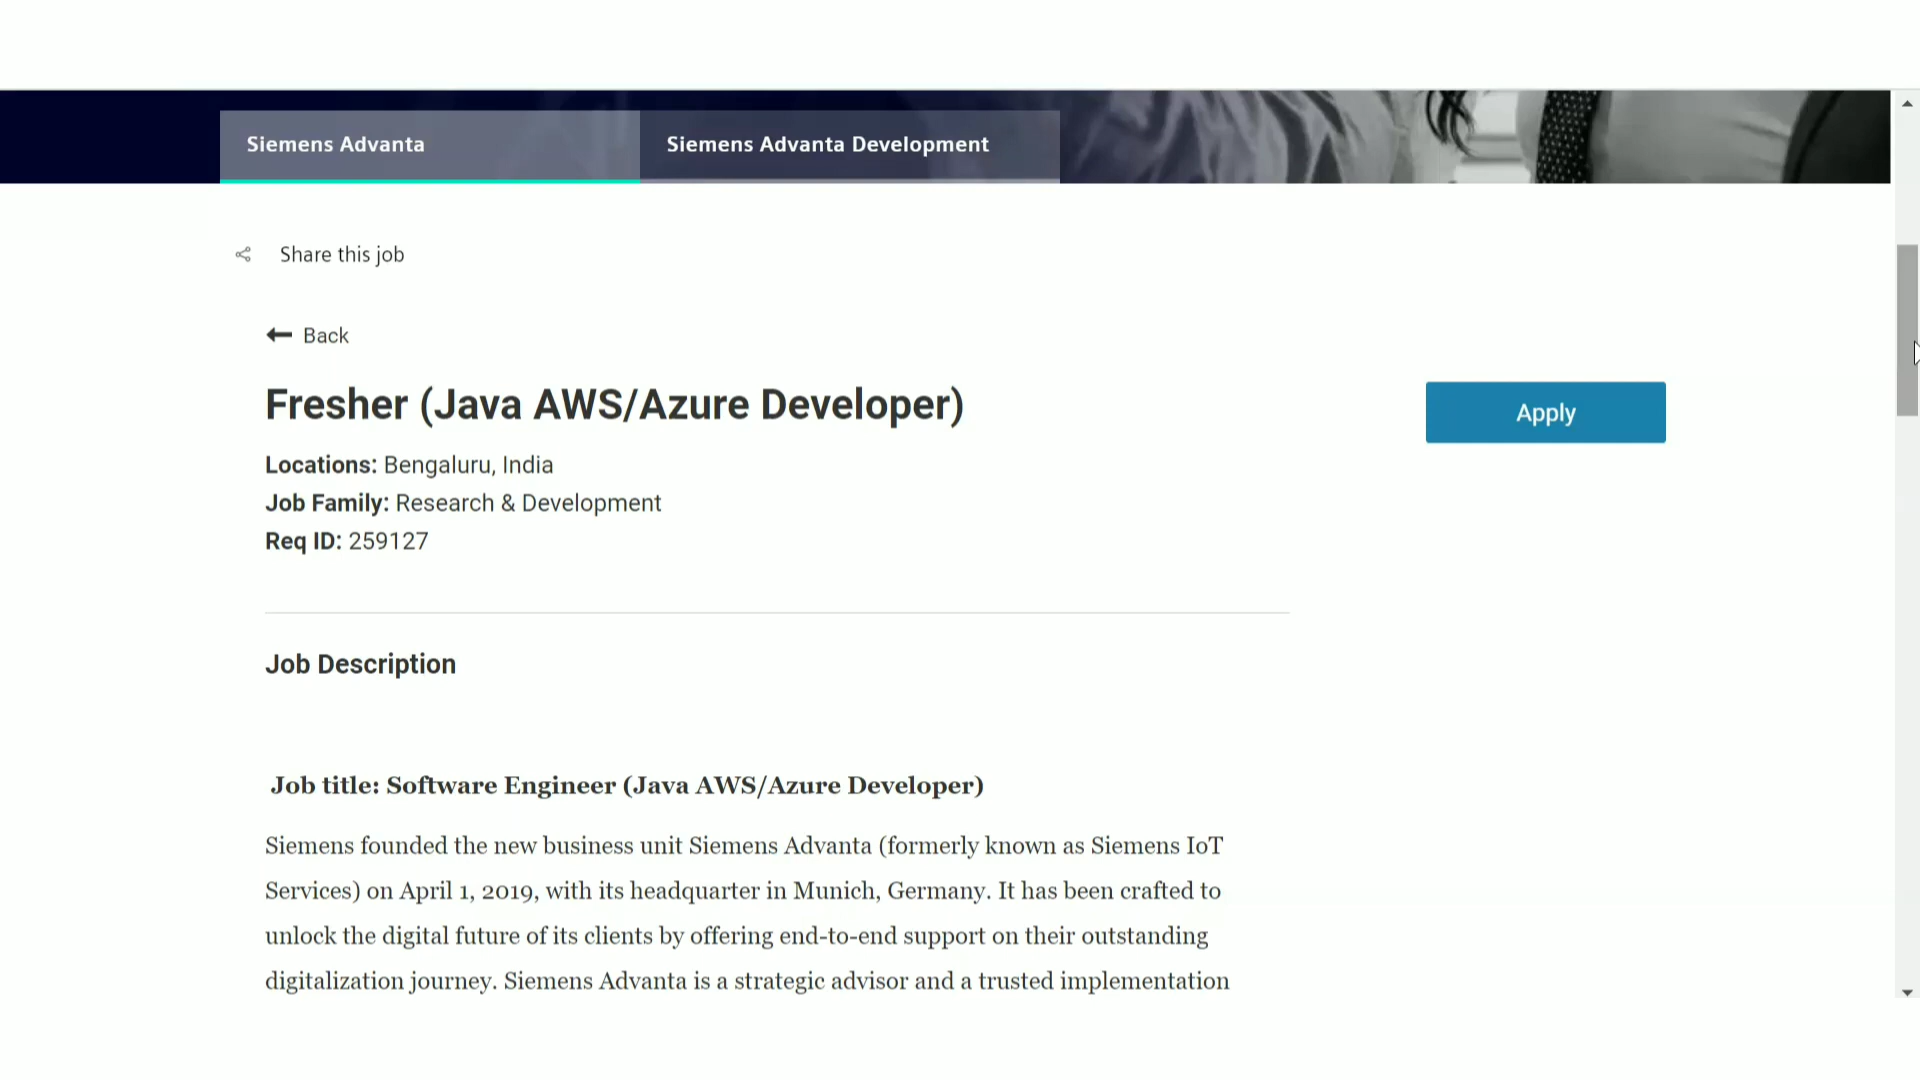 Siemens Advanta
Siemens Advanta Development
Share this job
Back
Fresher (Java AWS/Azure Developer)
Apply
Locations: Bengaluru, India
Job Family: Research & Development
Req ID: 259127
Job Description
Job title: Software Engineer (Java AWS/Azure Developer)
Siemens founded the new business unit Siemens Advanta (formerly known as Siemens IoT
Services) on April 1, 2019, with its headquarter in Munich, Germany. It has been crafted to
unlock the digital future of its clients by offering end-to-end support on their outstanding
digitalization journey. Siemens Advanta is a strategic advisor and a trusted implementation